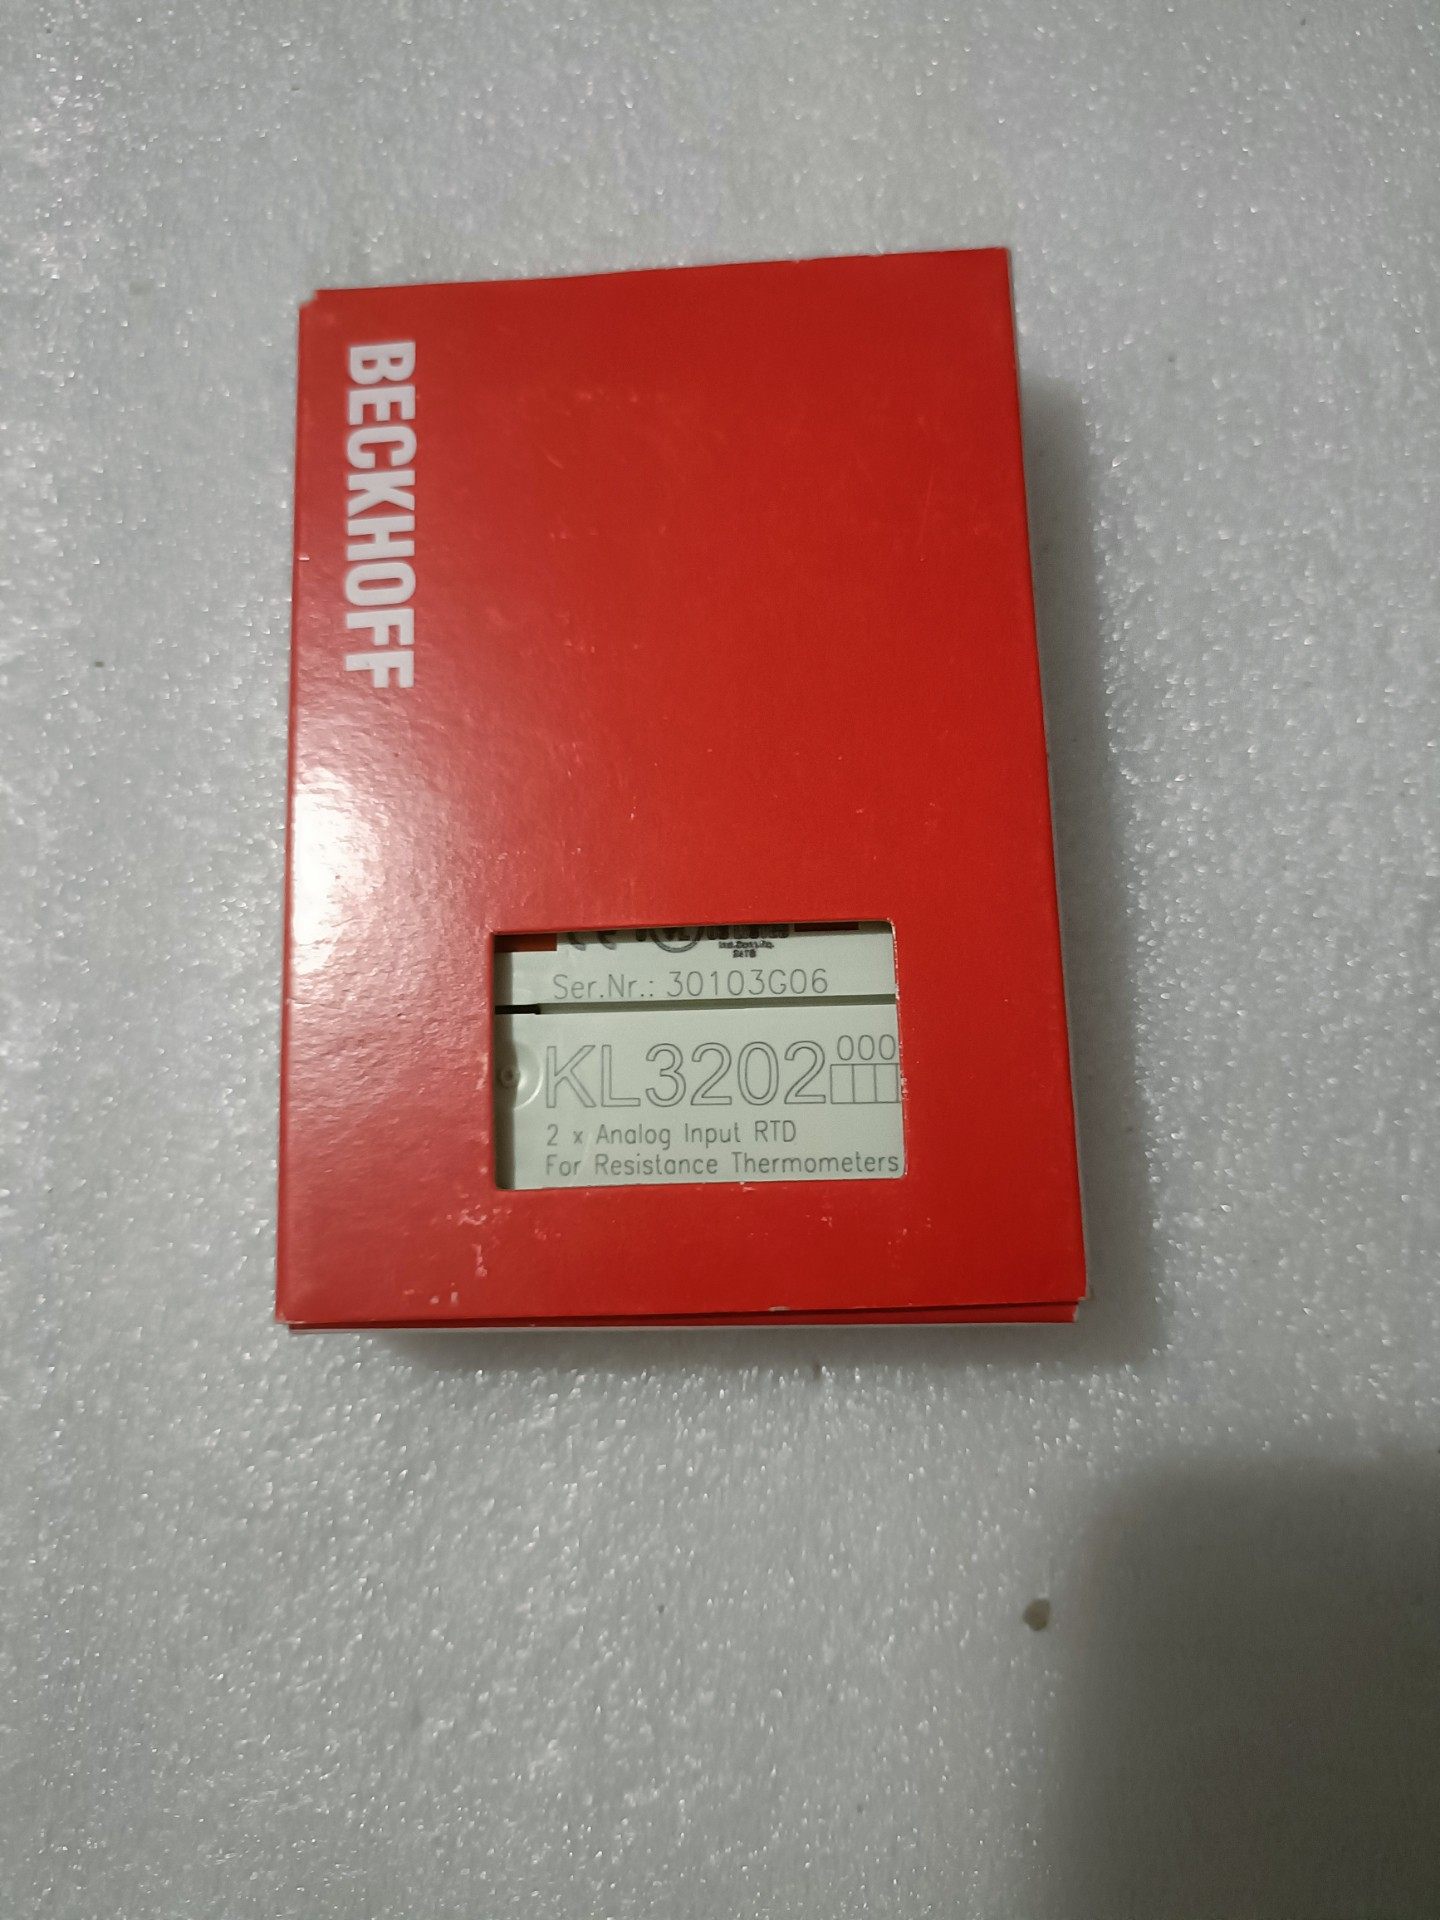 BECKHOFF
Ser.Nr.: 30103G06
KL3202 000
2 x Analog Input RTD
For Resistance Thermometers